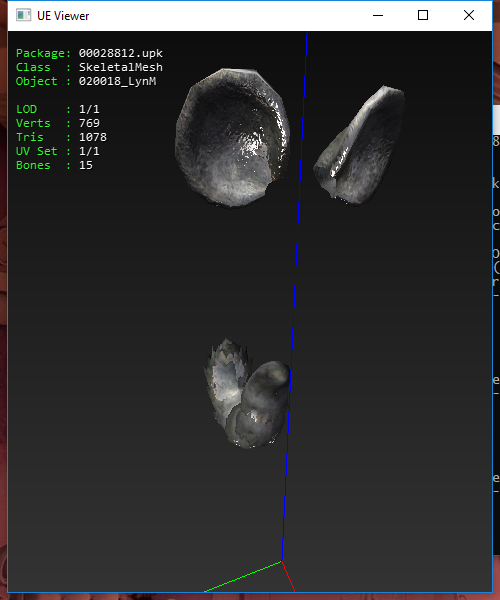 UE Viewer
Package: 00028812.upk
Class : SkeletalMesh
Object : 020018_LynM
LOD : 1/1
Verts : 769
Tris : 1078
UV Set : 1/1
Bones : 15